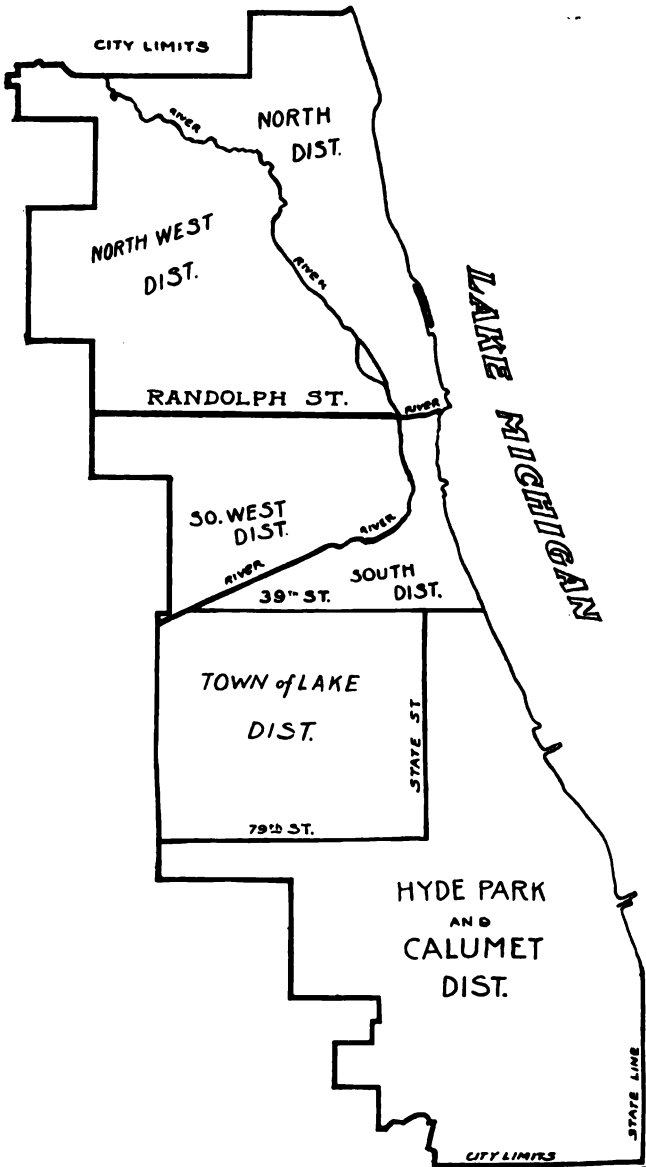 CITY LIMITS
RIVER
NORTH
DIST.
NORTH WEST
DIST.
RIVER
LAKE MICHIGAN
RANDOLPH ST.
RIVER
SO. WEST
DIST.
RIVER
RIVER
SOUTH
DIST.
39TH ST.
TOWN of LAKE
DIST.
STATE ST
79TH ST.
HYDE PARK
AND
CALUMET
DIST.
STATE LINE
CITY LIMITS